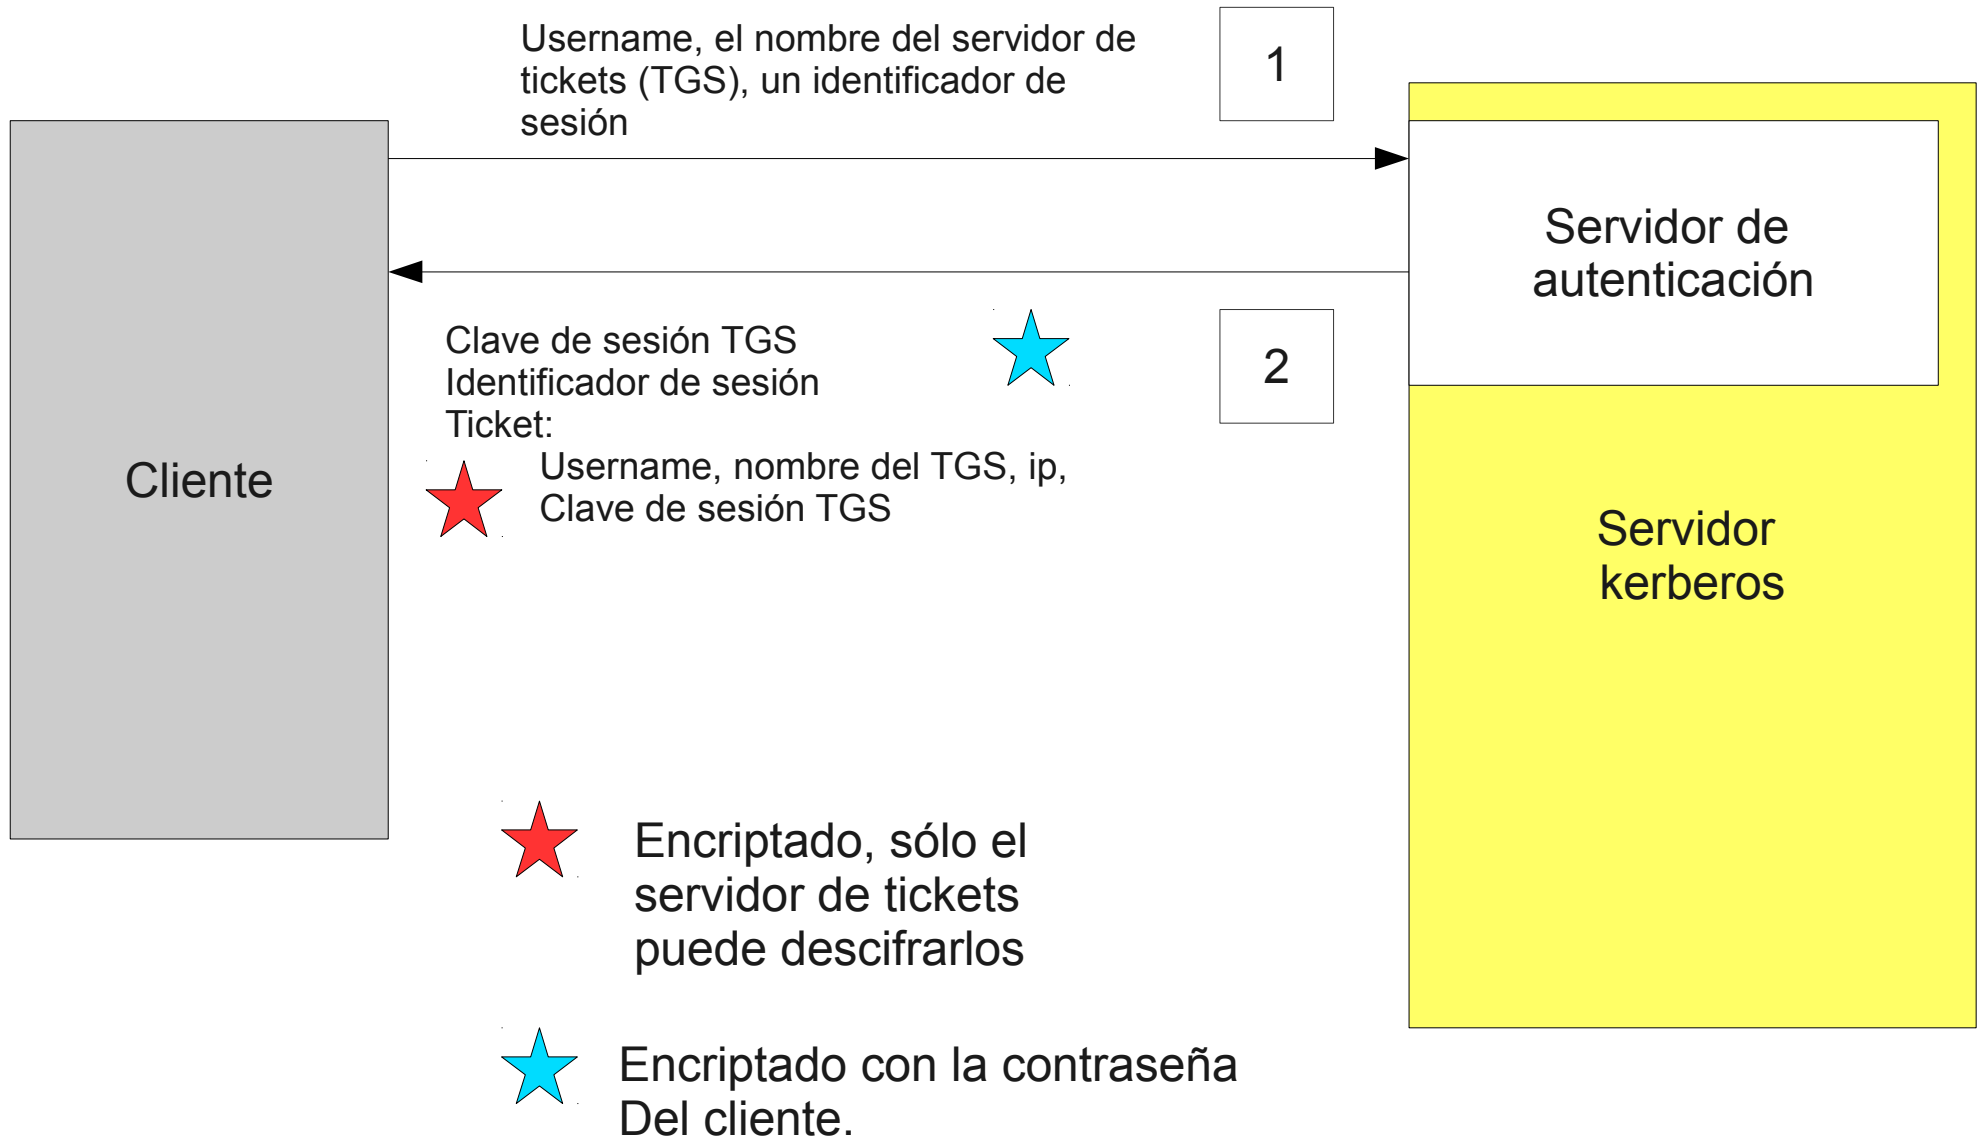 Username, el nombre del servidor de
tickets (TGS), un identificador de
sesión
1
Servidor de
autenticación
Clave de sesión TGS
Identificador de sesión
Ticket:
Username, nombre del TGS, ip,
Clave de sesión TGS
2
Cliente
Servidor
kerberos
Encriptado, sólo el
servidor de tickets
puede descifrarlos
Encriptado con la contraseña
Del cliente.